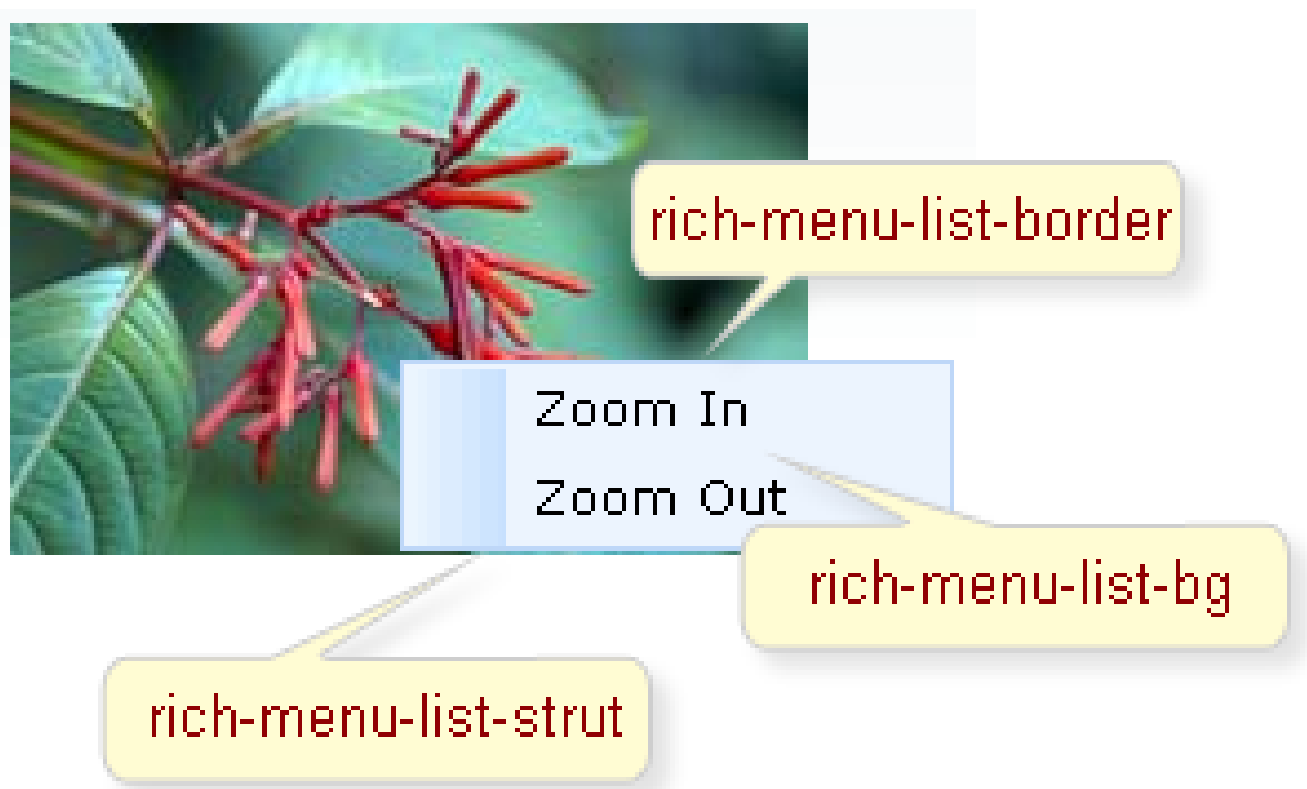 rich-menu-list-border
Zoom In
Zoom Out
rich-menu-list-bg
rich-menu-list-strut